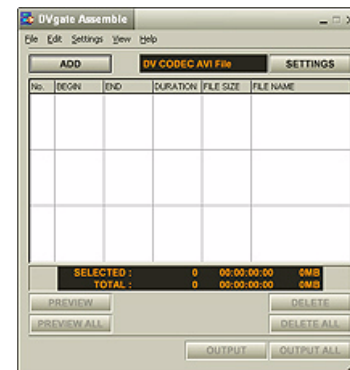 DVgate Assemble
File Edit Settings View Help
ADD DV CODEC AVI File SETTINGS
No. BEGIN END DURATION FILE SIZE FILE NAME
SELECTED : 0 00:00:00:00 0MB
TOTAL : 0 00:00:00:00 0MB
PREVIEW DELETE
PREVIEW ALL DELETE ALL
OUTPUT OUTPUT ALL